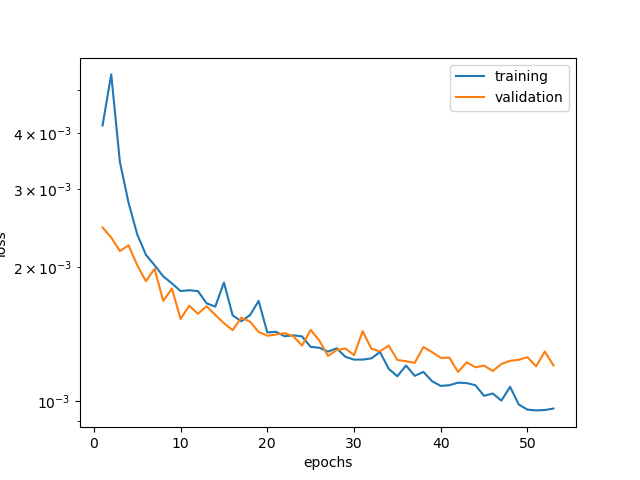 training
validation
4 × 10⁻³
3 × 10⁻³
2 × 10⁻³
10⁻³
0 10 20 30 40 50
epochs